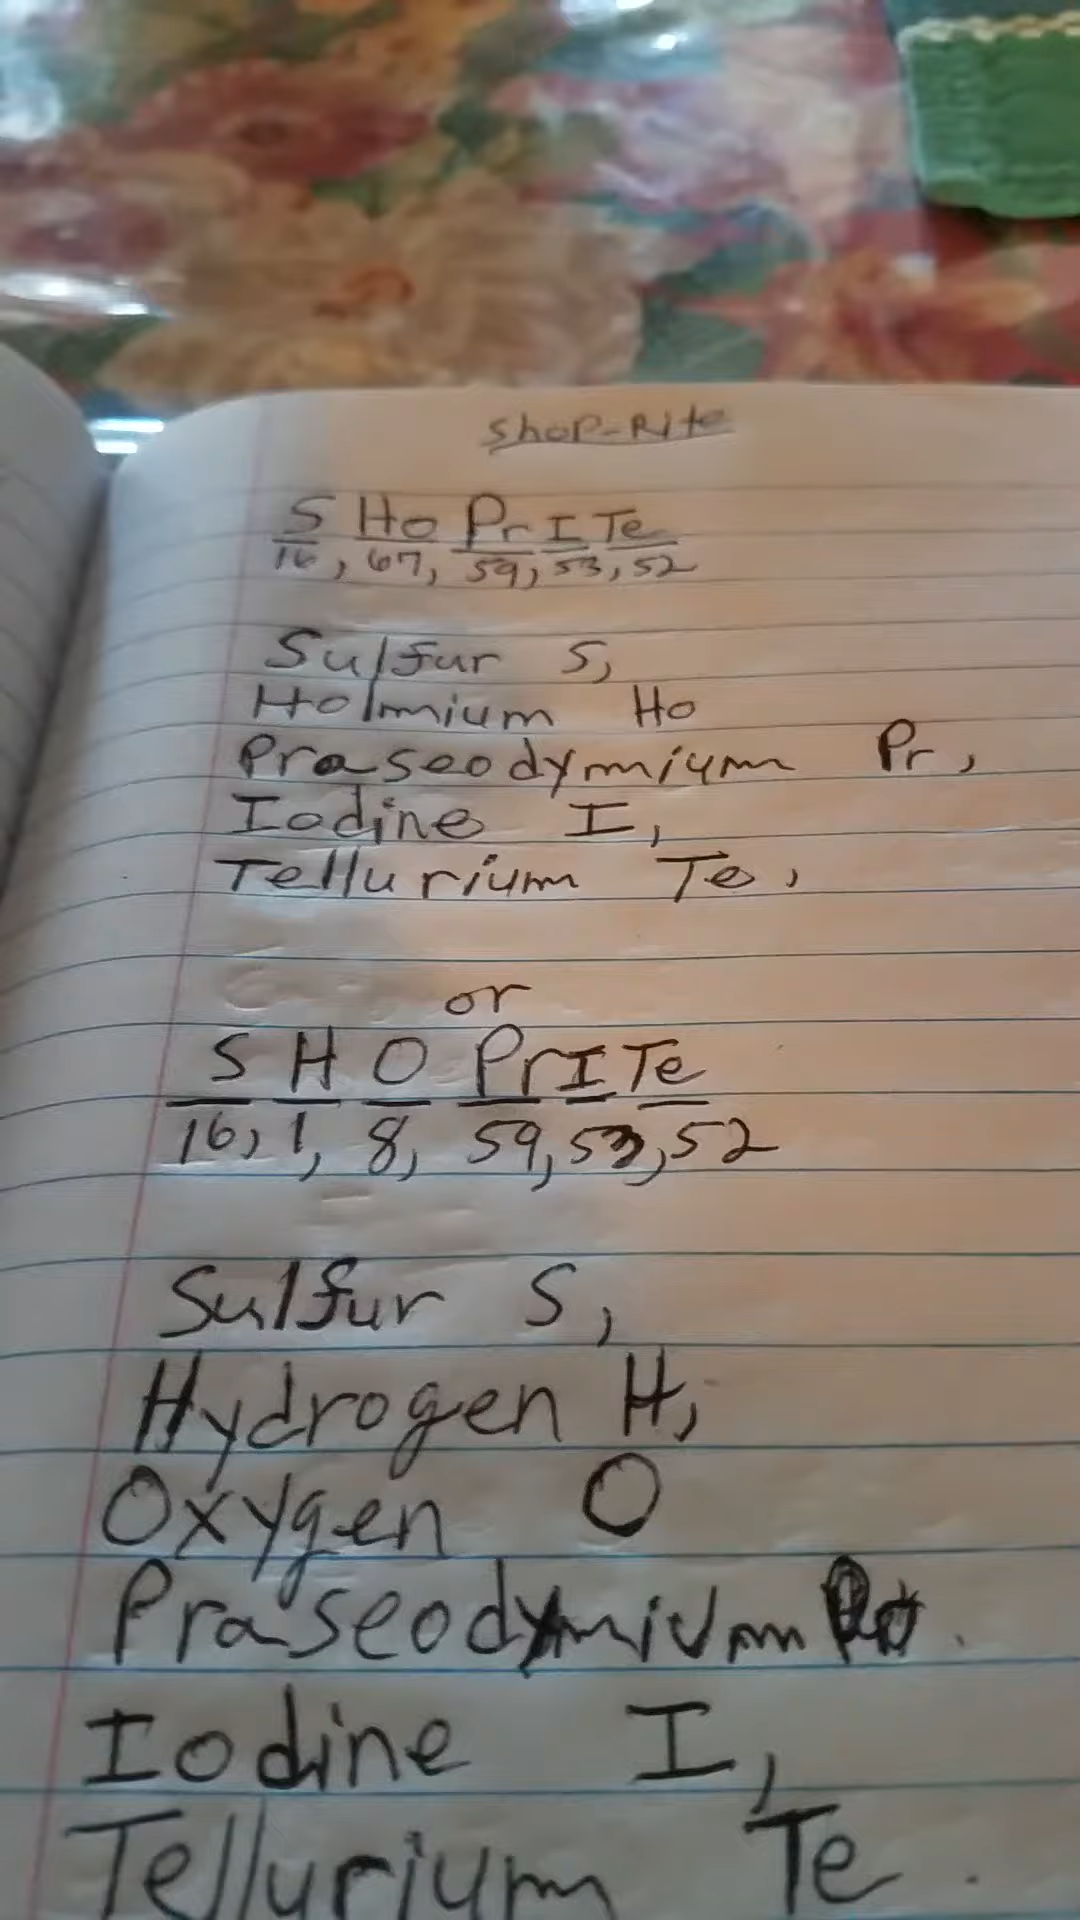 Shop-Rite
S Ho Pr I Te
16, 67, 59, 53, 52
Sulfur S,
Holmium Ho
Praseodymium Pr,
Iodine I,
Tellurium Te,
or
S H O Pr I Te
16, 1, 8, 59, 53, 52
Sulfur S,
Hydrogen H,
Oxygen O
Praseodymium
Iodine I,
Tellurium Te.